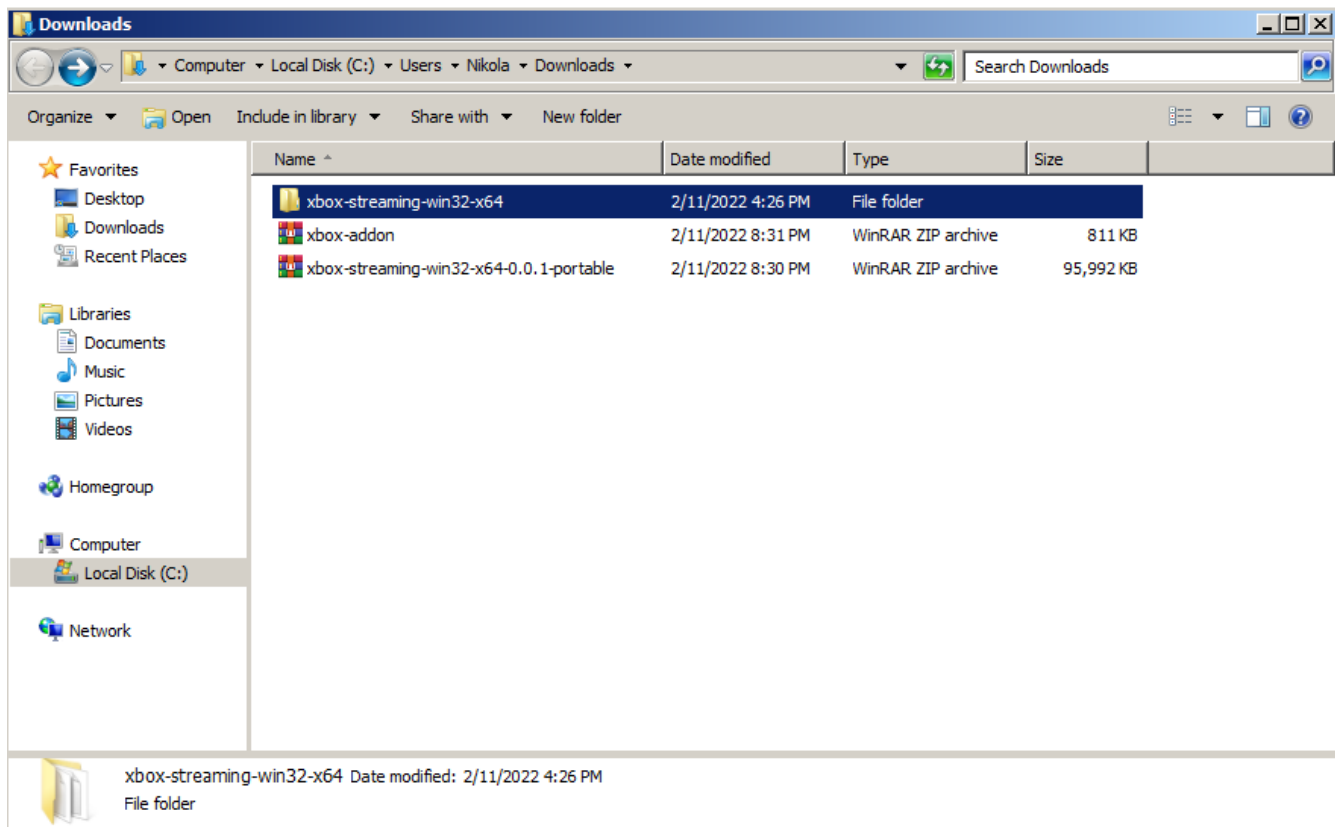 Downloads
Computer Local Disk (C:) Users Nikola Downloads
Search Downloads
Organize Open Include in library Share with New folder
Favorites
Desktop
Downloads
Recent Places
Libraries
Documents
Music
Pictures
Videos
Homegroup
Computer
Local Disk (C:)
Network
Name Date modified Type Size
xbox-streaming-win32-x64 2/11/2022 4:26 PM File folder
xbox-addon 2/11/2022 8:31 PM WinRAR ZIP archive 811 KB
xbox-streaming-win32-x64-0.0.1-portable 2/11/2022 8:30 PM WinRAR ZIP archive 95,992 KB
xbox-streaming-win32-x64 Date modified: 2/11/2022 4:26 PM
File folder